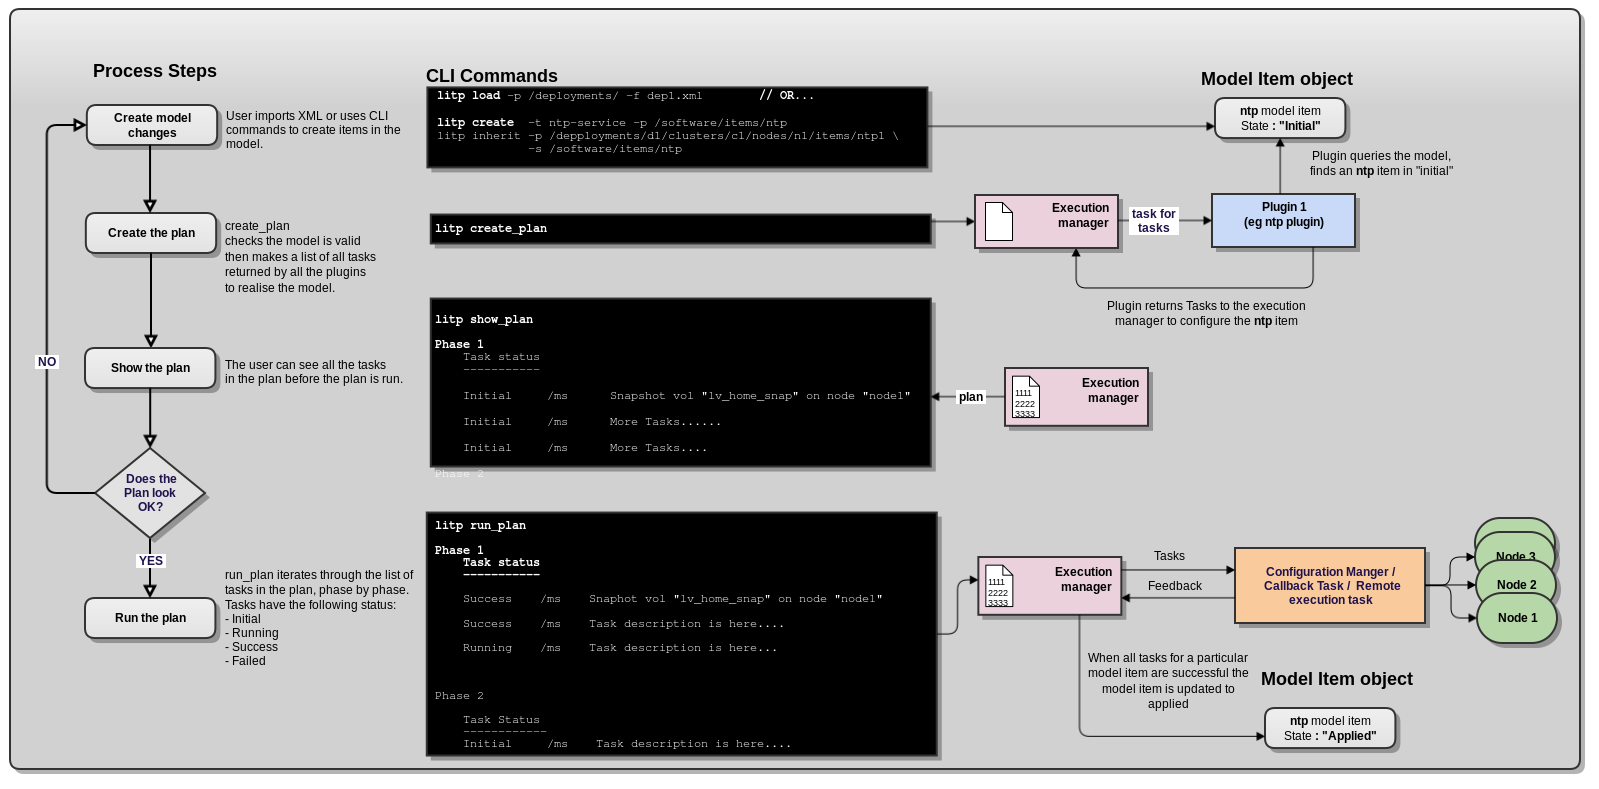 Process Steps
Create model
changes
User imports XML or uses CLI
commands to create items in the
model.
Create the plan
create_plan
checks the model is valid
then makes a list of all tasks
returned by all the plugins
to realise the model.
Show the plan
The user can see all the tasks
in the plan before the plan is run.
NO
Does the
Plan look
OK?
YES
Run the plan
run_plan iterates through the list of
tasks in the plan, phase by phase.
Tasks have the following status:
- Initial
- Running
- Success
- Failed
CLI Commands
litp load -p /deployments/ -f dep1.xml // OR...
litp create -t ntp-service -p /software/items/ntp
litp inherit -p /depployments/d1/clusters/c1/nodes/n1/items/ntp1 \
-s /software/items/ntp
litp create_plan
litp show_plan
Phase 1
Task status
-----------
Initial /ms Snapshot vol "lv_home_snap" on node "node1"
Initial /ms More Tasks......
Initial /ms More Tasks....
Phase 2
litp run_plan
Phase 1
Task status
-----------
Success /ms Snaphot vol "lv_home_snap" on node "node1"
Success /ms Task description is here....
Running /ms Task description is here...
Phase 2
Task Status
------------
Initial /ms Task description is here....
Model Item object
ntp model item
State : "Initial"
Plugin queries the model,
finds an ntp item in "initial"
Execution
manager
task for
tasks
Plugin 1
(eg ntp plugin)
Plugin returns Tasks to the execution
manager to configure the ntp item
plan
1111
2222
3333
Execution
manager
1111
2222
3333
Execution
manager
Tasks
Feedback
Configuration Manger /
Callback Task / Remote
execution task
Node 3
Node 2
Node 1
When all tasks for a particular
model item are successful the
model item is updated to
applied
Model Item object
ntp model item
State : "Applied"